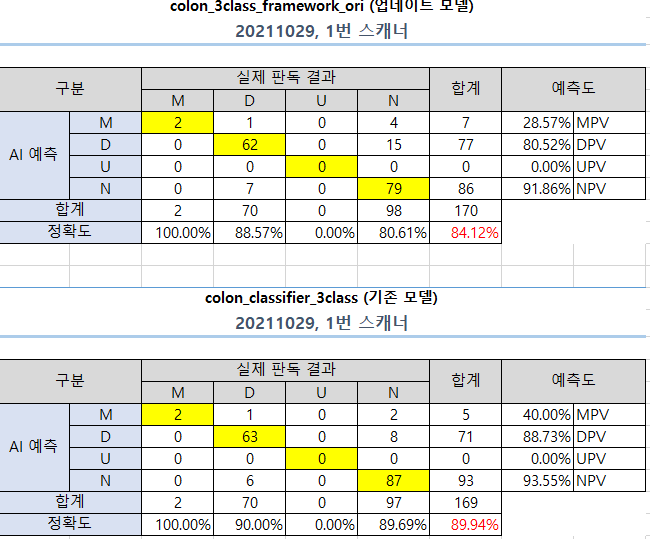 colon_3class_framework_ori (업데이트 모델)
20211029, 1번 스캐너
구분 실제 판독 결과 합계 예측도
M D U N
AI 예측 M 2 1 0 4 7 28.57% MPV
D 0 62 0 15 77 80.52% DPV
U 0 0 0 0 0 0.00% UPV
N 0 7 0 79 86 91.86% NPV
합계 2 70 0 98 170
정확도 100.00% 88.57% 0.00% 80.61% 84.12%
colon_classifier_3class (기존 모델)
20211029, 1번 스캐너
구분 실제 판독 결과 합계 예측도
M D U N
AI 예측 M 2 1 0 2 5 40.00% MPV
D 0 63 0 8 71 88.73% DPV
U 0 0 0 0 0 0.00% UPV
N 0 6 0 87 93 93.55% NPV
합계 2 70 0 97 169
정확도 100.00% 90.00% 0.00% 89.69% 89.94%